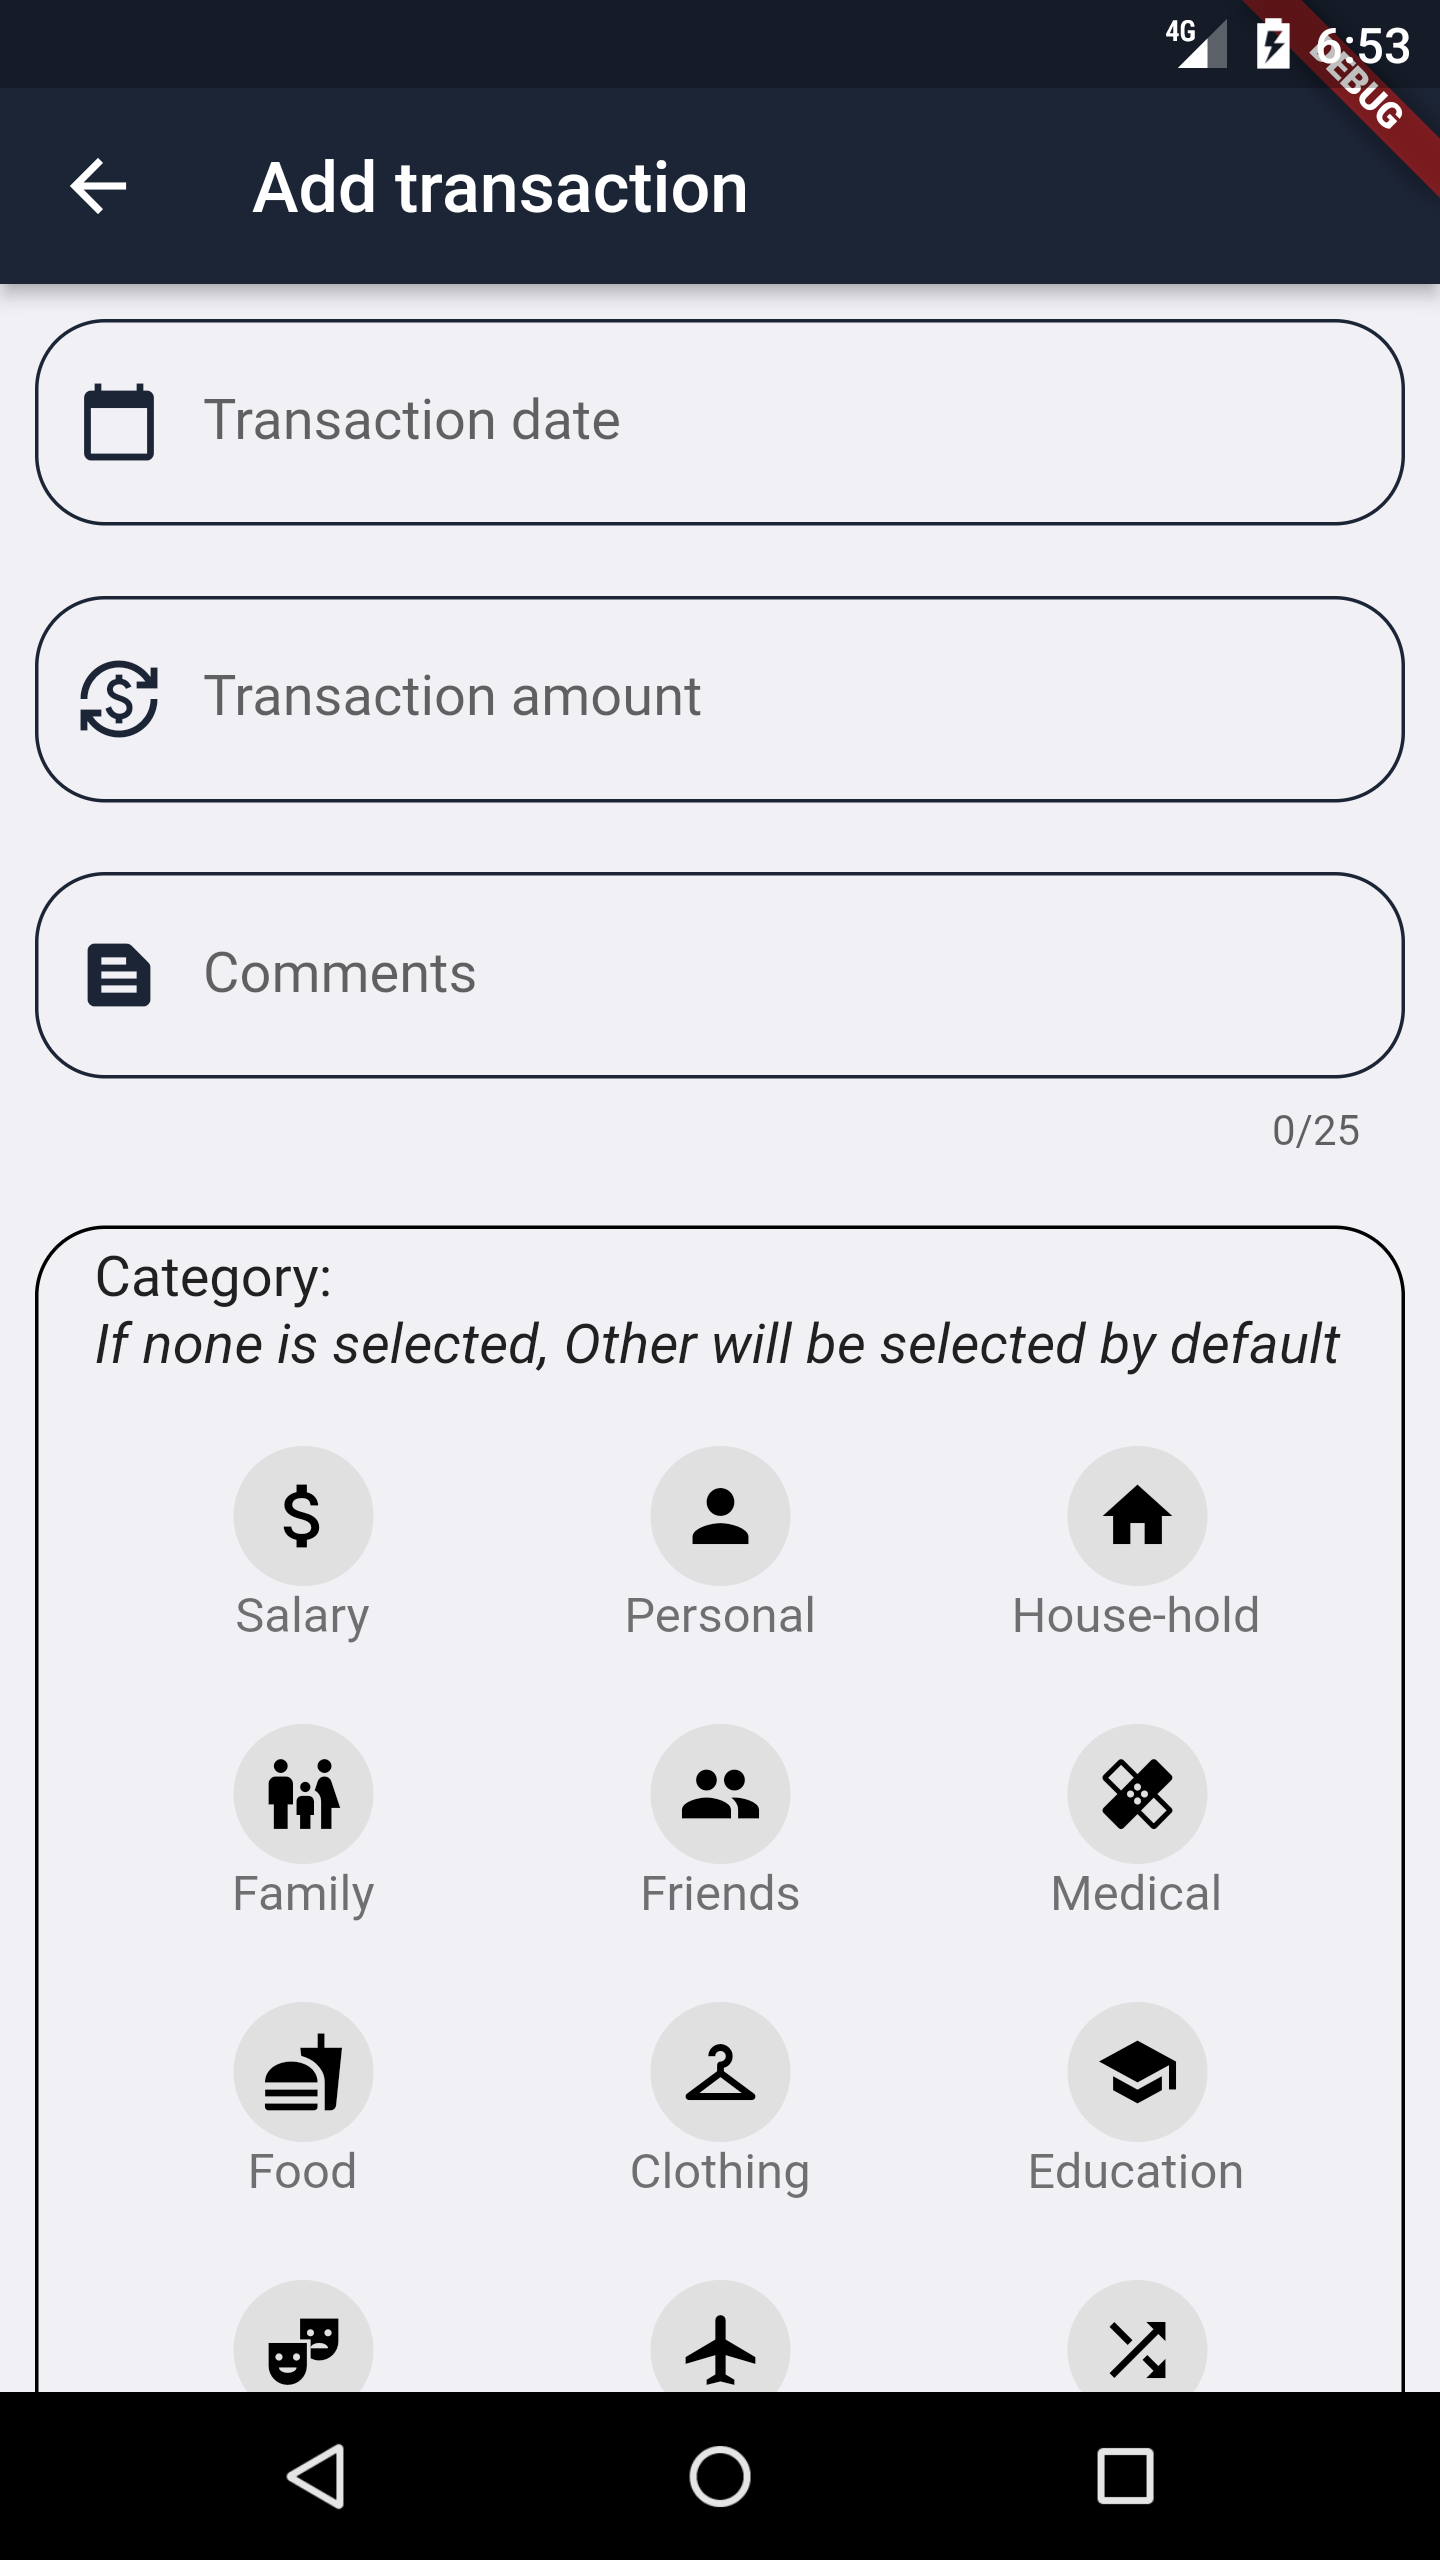 4G 6:53
DEBUG
Add transaction
Transaction date
Transaction amount
Comments
0/25
Category:
If none is selected, Other will be selected by default
Salary Personal House-hold
Family Friends Medical
Food Clothing Education